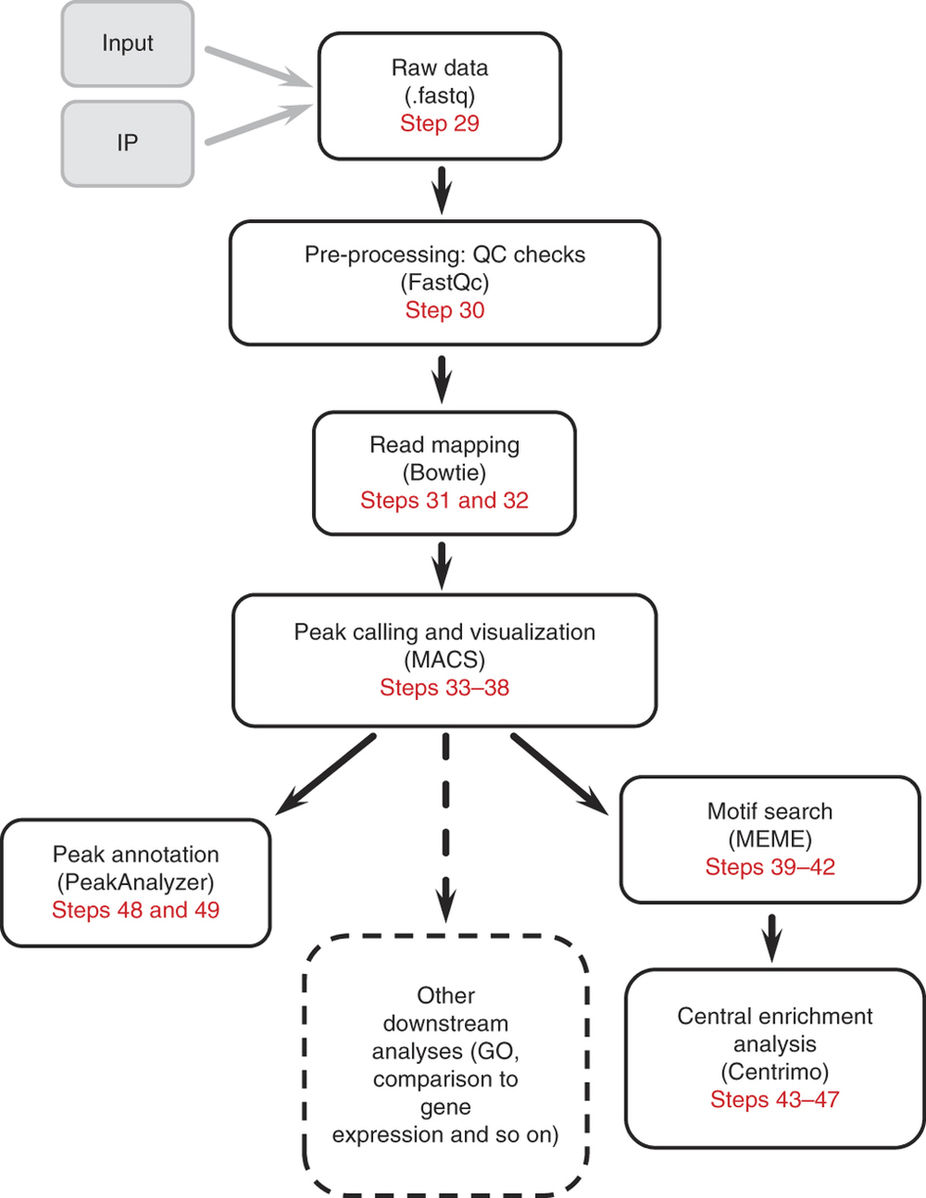 Input
IP
Raw data
(.fastq)
Step 29
Pre-processing: QC checks
(FastQc)
Step 30
Read mapping
(Bowtie)
Steps 31 and 32
Peak calling and visualization
(MACS)
Steps 33–38
Peak annotation
(PeakAnalyzer)
Steps 48 and 49
Other
downstream
analyses (GO,
comparison to
gene
expression and so on)
Motif search
(MEME)
Steps 39–42
Central enrichment
analysis
(Centrimo)
Steps 43–47